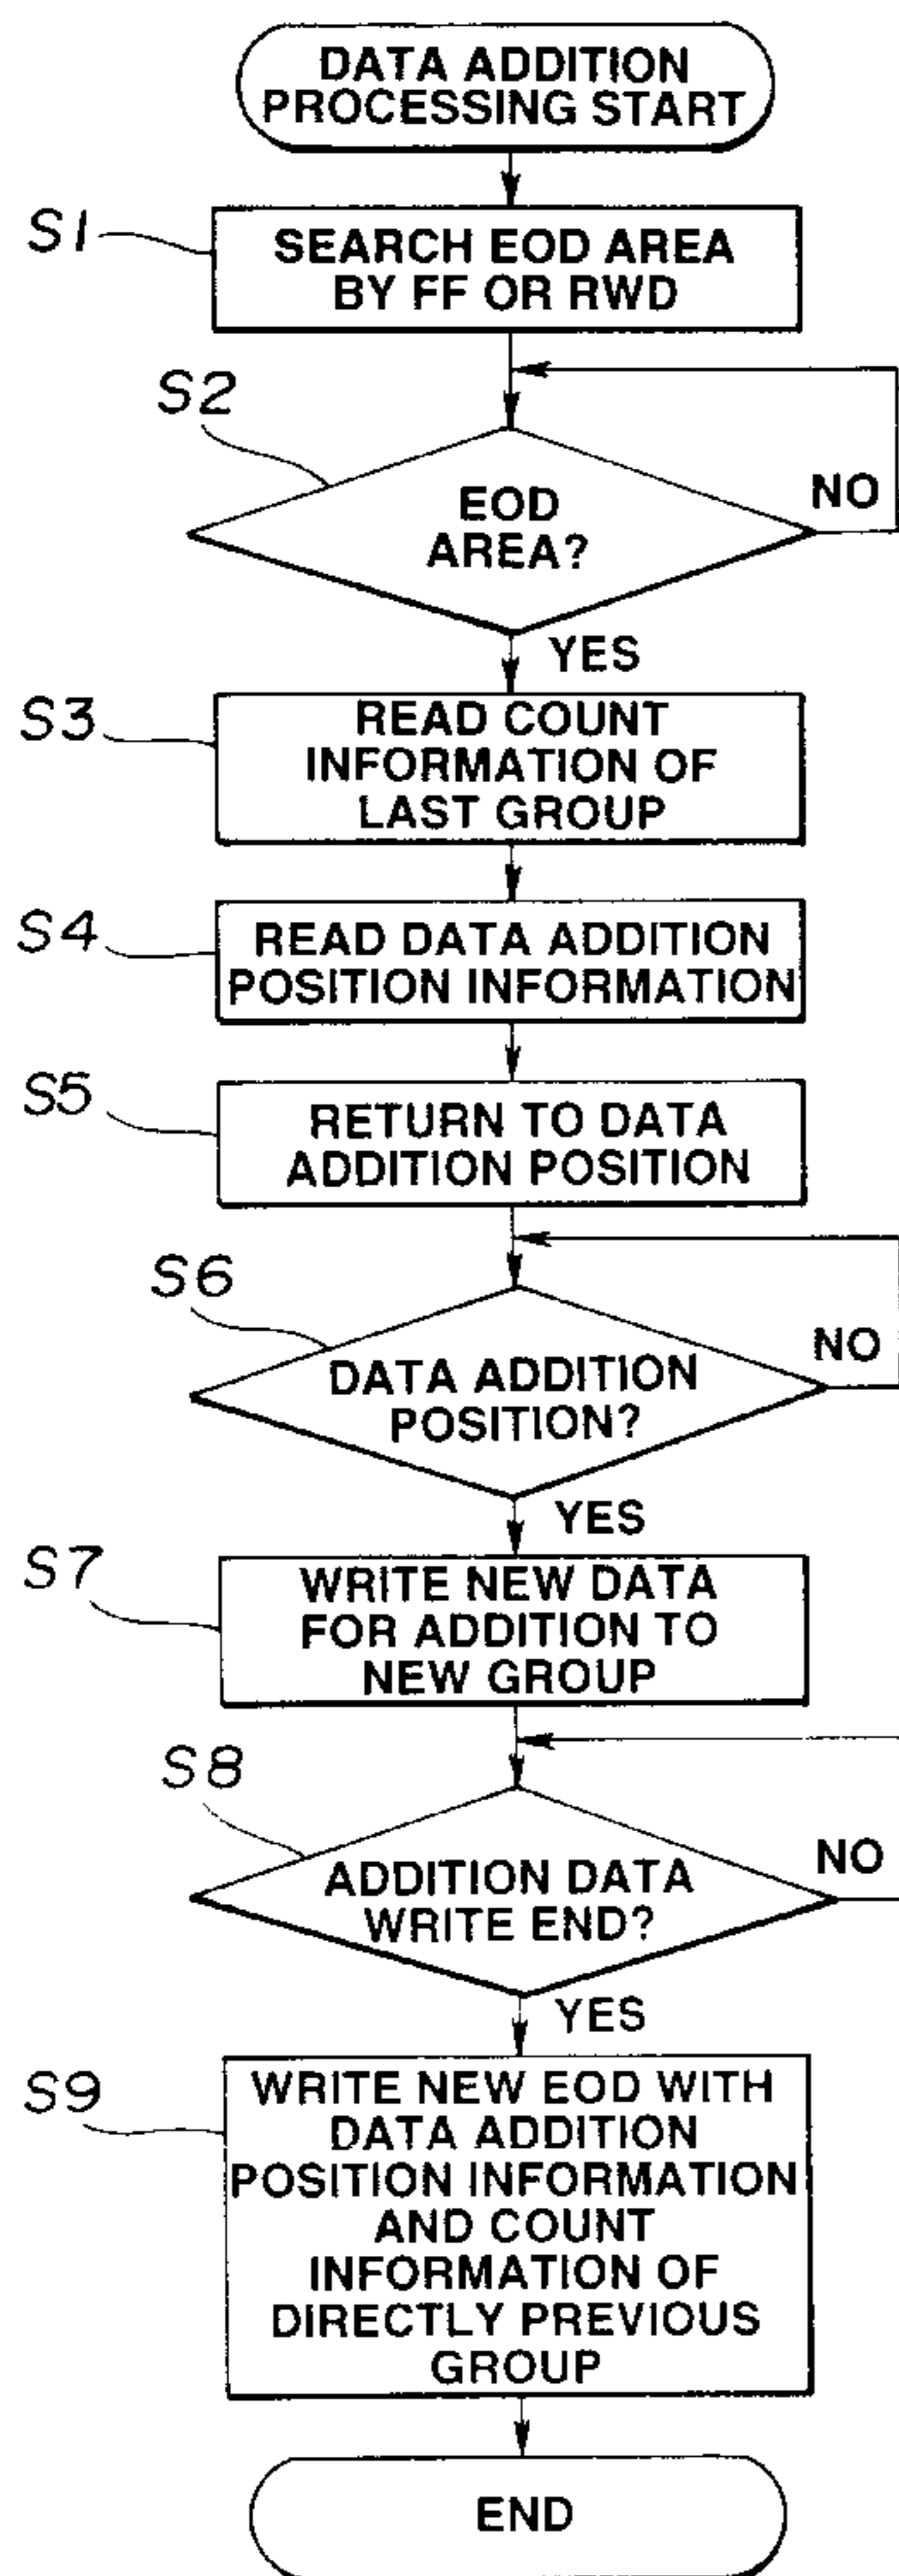 DATA ADDITION
PROCESSING START
S1
SEARCH EOD AREA
BY FF OR RWD
S2
EOD
AREA?
NO
YES
S3
READ COUNT
INFORMATION OF
LAST GROUP
S4
READ DATA ADDITION
POSITION INFORMATION
S5
RETURN TO DATA
ADDITION POSITION
S6
DATA ADDITION
POSITION?
NO
YES
S7
WRITE NEW DATA
FOR ADDITION TO
NEW GROUP
S8
ADDITION DATA
WRITE END?
NO
YES
S9
WRITE NEW EOD WITH
DATA ADDITION
POSITION INFORMATION
AND COUNT
INFORMATION OF
DIRECTLY PREVIOUS
GROUP
END